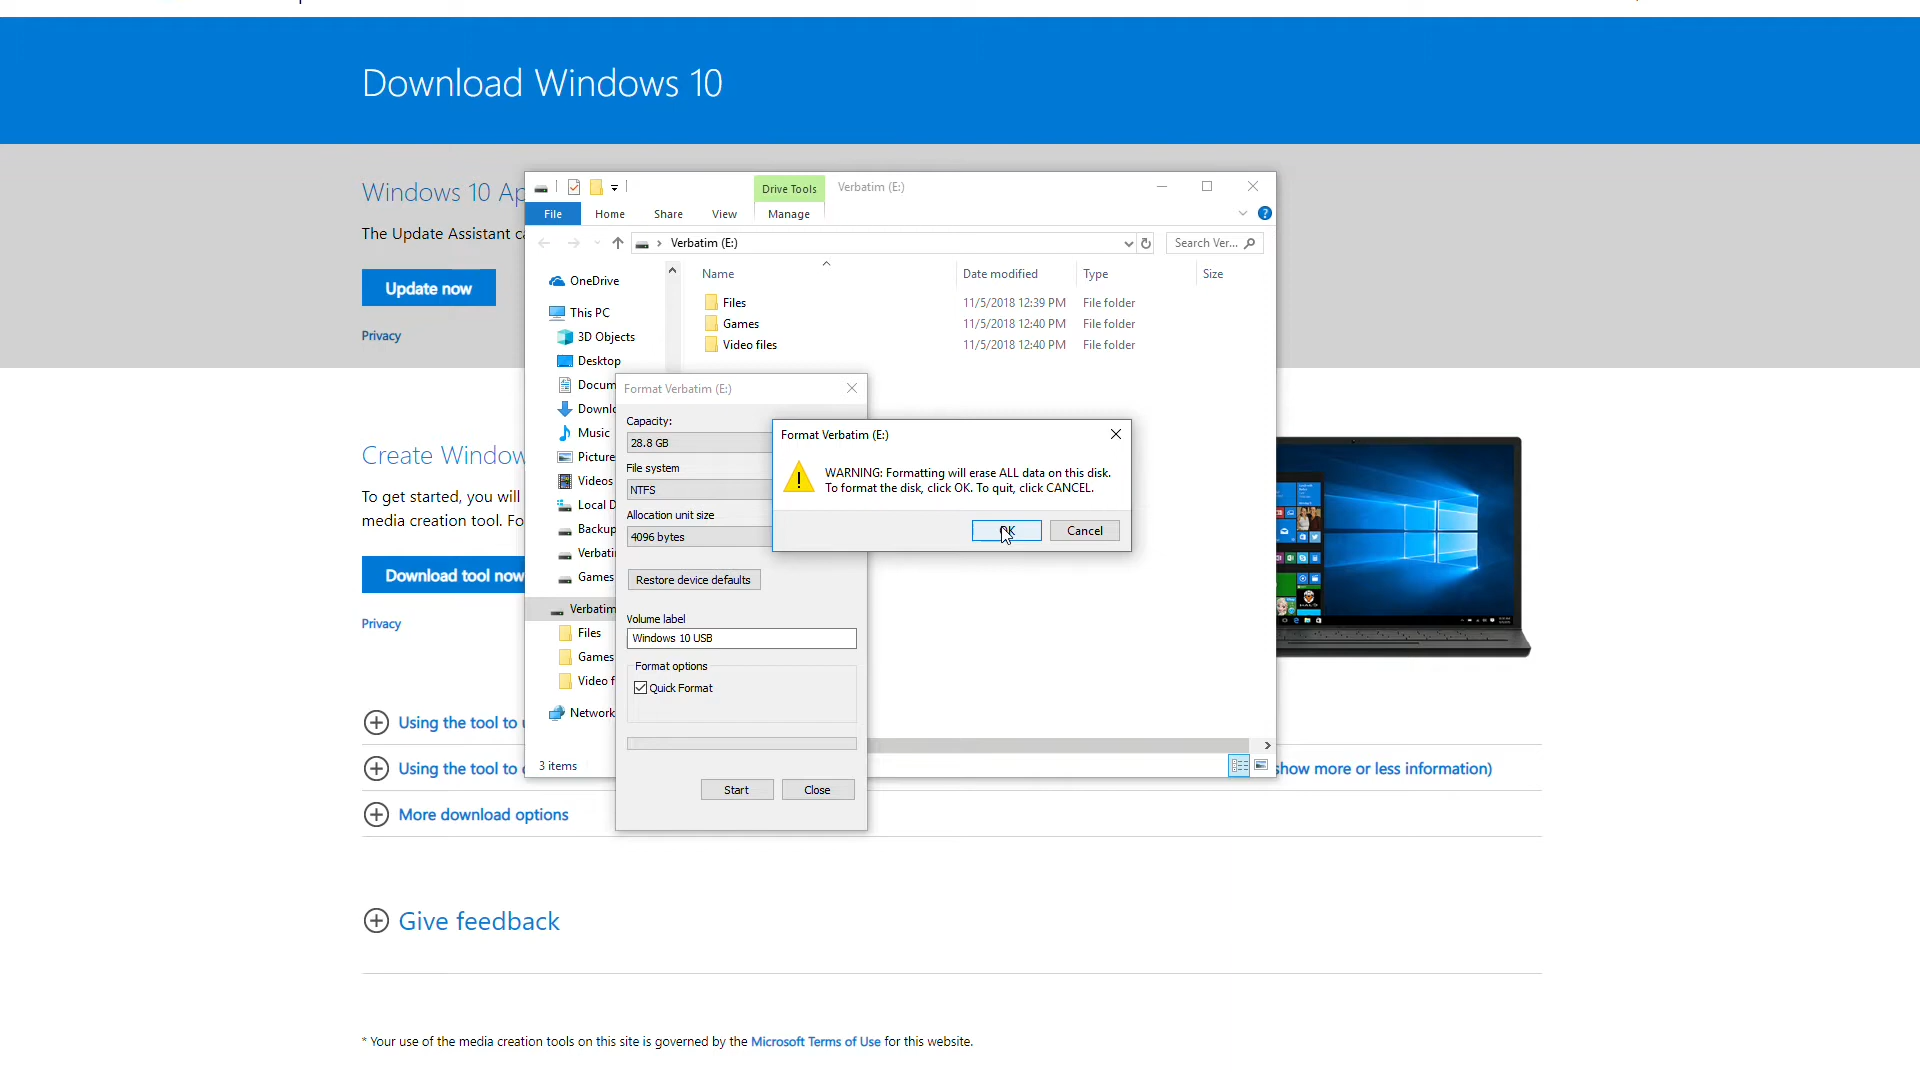 Download Windows 10
Windows 10 Ap
The Update Assistant ca
Update now
Privacy
Create Window
To get started, you will
media creation tool. Fo
Download tool now
Privacy
Using the tool to u
Using the tool to c
show more or less information)
More download options
Give feedback
* Your use of the media creation tools on this site is governed by the Microsoft Terms of Use for this website.
Drive Tools
Verbatim (E:)
File
Home
Share
View
Manage
Verbatim (E:)
Search Ver...
OneDrive
This PC
3D Objects
Desktop
Docum
Downlo
Music
Picture
Videos
Local D
Backup
Verbati
Games
Verbatim
Files
Games
Video f
Network
Name Date modified Type Size
Files 11/5/2018 12:39 PM File folder
Games 11/5/2018 12:40 PM File folder
Video files 11/5/2018 12:40 PM File folder
3 items
Format Verbatim (E:)
Capacity:
28.8 GB
File system
NTFS
Allocation unit size
4096 bytes
Restore device defaults
Volume label
Windows 10 USB
Format options
Quick Format
Start
Close
Format Verbatim (E:)
WARNING: Formatting will erase ALL data on this disk.
To format the disk, click OK. To quit, click CANCEL.
OK
Cancel